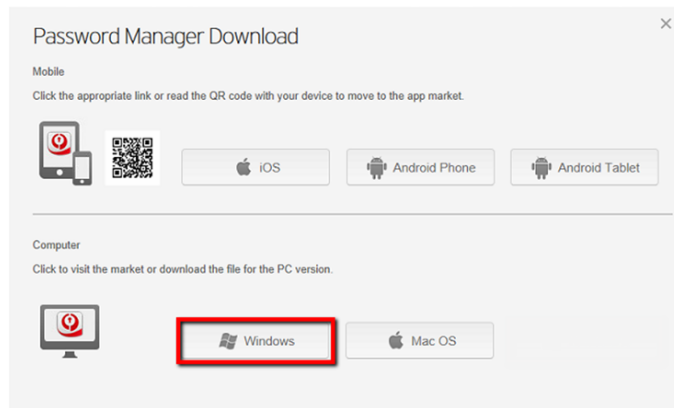 Password Manager Download
Mobile
Click the appropriate link or read the QR code with your device to move to the app market.
iOS
Android Phone
Android Tablet
Computer
Click to visit the market or download the file for the PC version.
Windows
Mac OS